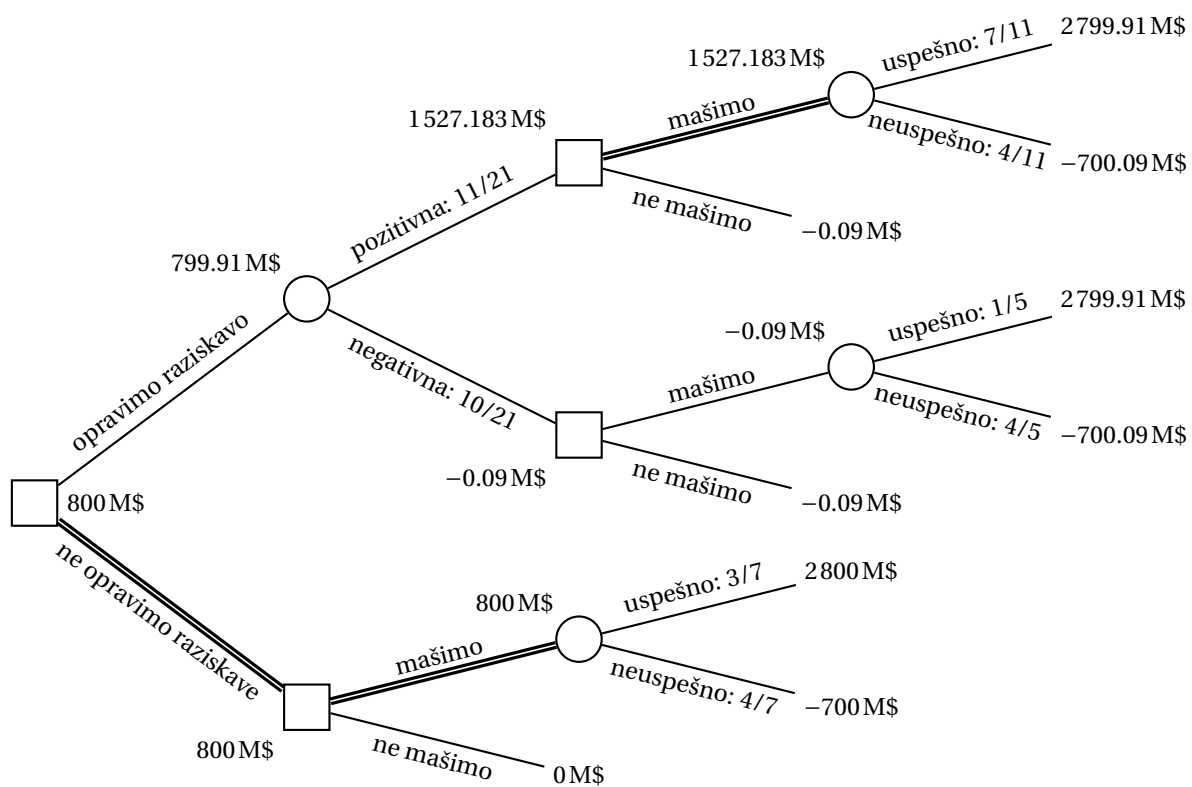 2799.91 M$
uspešno: 7/11
1527.183 M$
mašimo
neuspešno: 4/11
−700.09 M$
1527.183 M$
ne mašimo
−0.09 M$
pozitivna: 11/21
799.91 M$
negativna: 10/21
2799.91 M$
uspešno: 1/5
−0.09 M$
mašimo
neuspešno: 4/5
−700.09 M$
−0.09 M$
ne mašimo
−0.09 M$
opravimo raziskavo
800 M$
ne opravimo raziskave
2800 M$
uspešno: 3/7
800 M$
mašimo
neuspešno: 4/7
−700 M$
800 M$
ne mašimo
0 M$